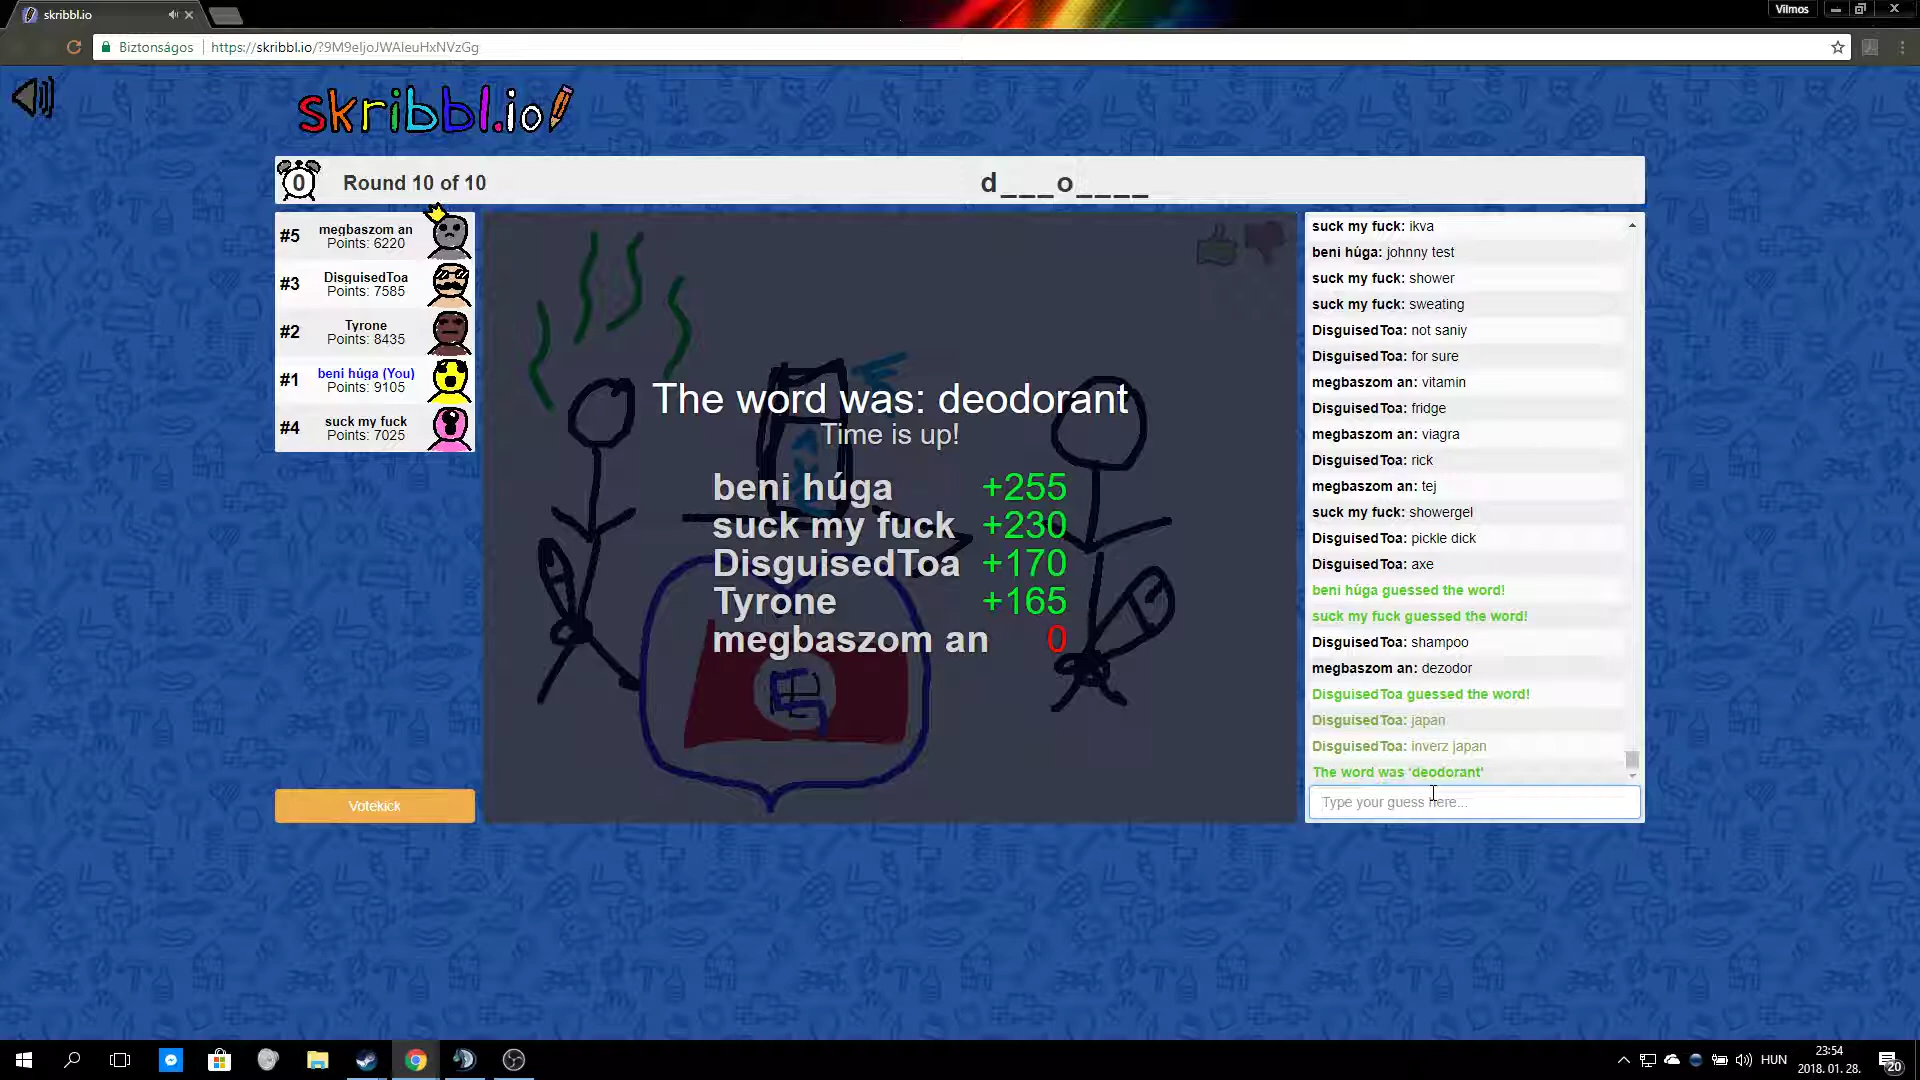 skribbl.io
Vilmos
Biztonságos
https://skribbl.io/?9M9eljoJWAleuHxNVzGg
skribbl.io
0
Round 10 of 10
d___o____
#5
megbaszom an
Points: 6220
#3
DisguisedToa
Points: 7585
#2
Tyrone
Points: 8435
#1
beni húga (You)
Points: 9105
#4
suck my fuck
Points: 7025
Votekick
The word was: deodorant
Time is up!
beni húga +255
suck my fuck +230
DisguisedToa +170
Tyrone +165
megbaszom an 0
suck my fuck: ikva
beni húga: johnny test
suck my fuck: shower
suck my fuck: sweating
DisguisedToa: not saniy
DisguisedToa: for sure
megbaszom an: vitamin
DisguisedToa: fridge
megbaszom an: viagra
DisguisedToa: rick
megbaszom an: tej
suck my fuck: showergel
DisguisedToa: pickle dick
DisguisedToa: axe
beni húga guessed the word!
suck my fuck guessed the word!
DisguisedToa: shampoo
megbaszom an: dezodor
DisguisedToa guessed the word!
DisguisedToa: japan
DisguisedToa: inverz japan
The word was 'deodorant'
Type your guess here...
HUN
23:54
2018. 01. 28.
20